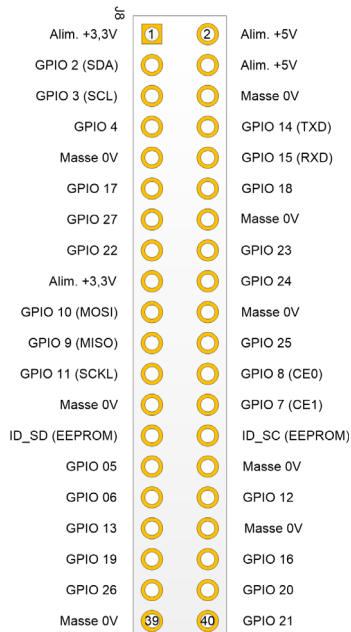 J8
Alim. +3,3V 1 2 Alim. +5V
GPIO 2 (SDA) Alim. +5V
GPIO 3 (SCL) Masse 0V
GPIO 4 GPIO 14 (TXD)
Masse 0V GPIO 15 (RXD)
GPIO 17 GPIO 18
GPIO 27 Masse 0V
GPIO 22 GPIO 23
Alim. +3,3V GPIO 24
GPIO 10 (MOSI) Masse 0V
GPIO 9 (MISO) GPIO 25
GPIO 11 (SCKL) GPIO 8 (CE0)
Masse 0V GPIO 7 (CE1)
ID_SD (EEPROM) ID_SC (EEPROM)
GPIO 05 Masse 0V
GPIO 06 GPIO 12
GPIO 13 Masse 0V
GPIO 19 GPIO 16
GPIO 26 GPIO 20
Masse 0V 39 40 GPIO 21